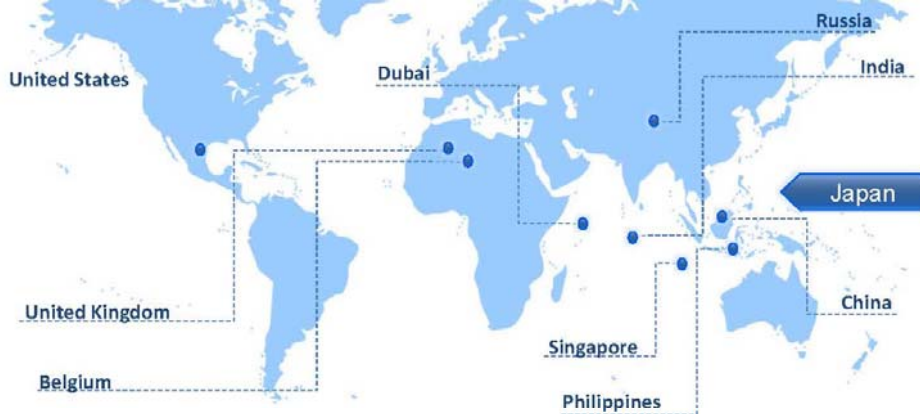 Russia
India
Dubai
United States
Japan
United Kingdom
China
Singapore
Belgium
Philippines